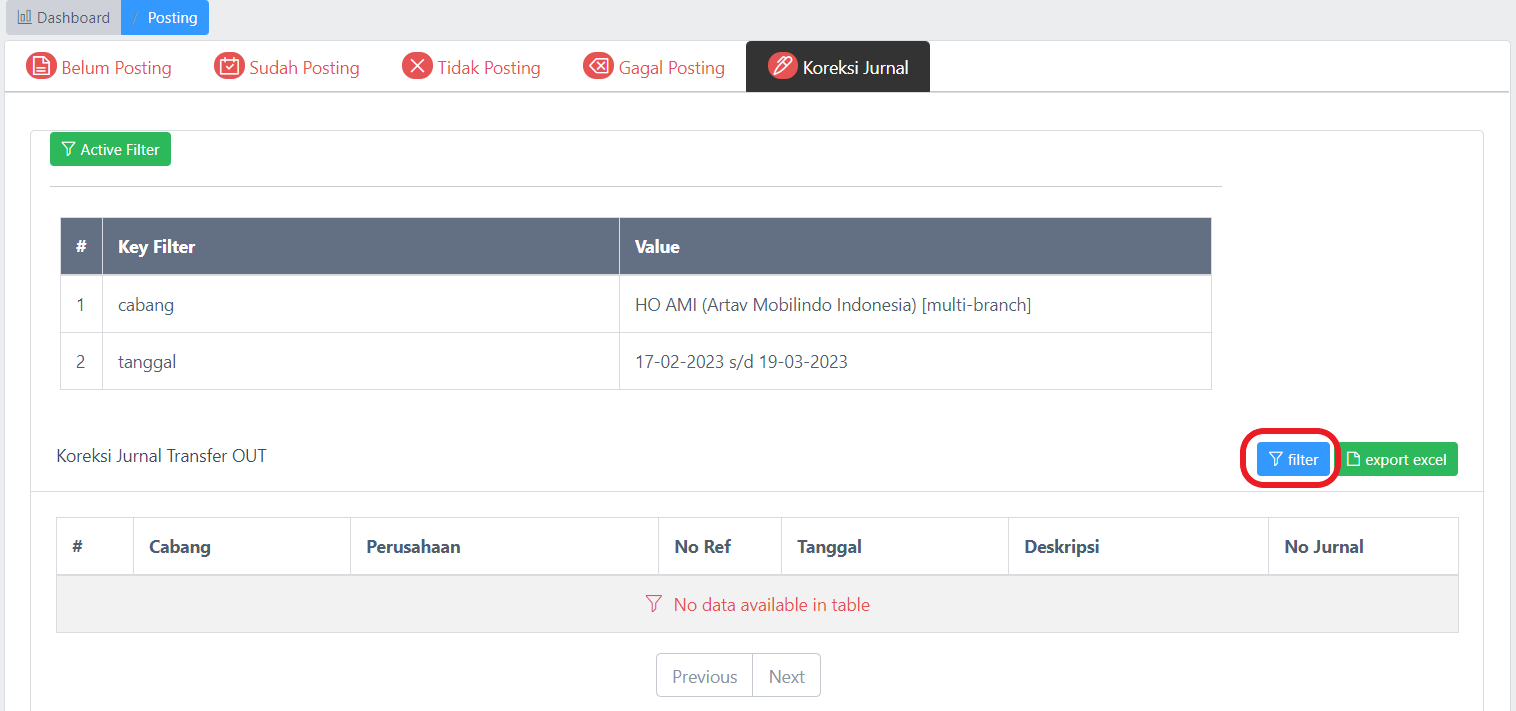 Dashboard / Posting
Belum Posting Sudah Posting Tidak Posting Gagal Posting Koreksi Jurnal
Active Filter
# Key Filter Value
1 cabang HO AMI (Artav Mobilindo Indonesia) [multi-branch]
2 tanggal 17-02-2023 s/d 19-03-2023
Koreksi Jurnal Transfer OUT filter export excel
# Cabang Perusahaan No Ref Tanggal Deskripsi No Jurnal
No data available in table
Previous Next